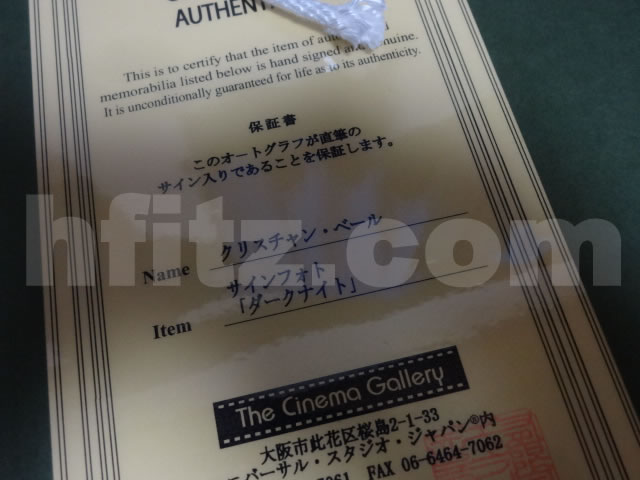 AUTHENT
This is to certify that the item of
memorabilia listed below is hand signed and genuine.
It is unconditionally guaranteed for life as to its authenticity.
保証書
このオートグラフが直筆の
サイン入りであることを保証します。
hfitz.com
Name クリスチャン・ベール
サインフォト
Item 「ダークナイト」
The Cinema Gallery
大阪市此花区桜島2-1-33
バーサル・スタジオ・ジャパン®内
7061 FAX 06-6464-7062